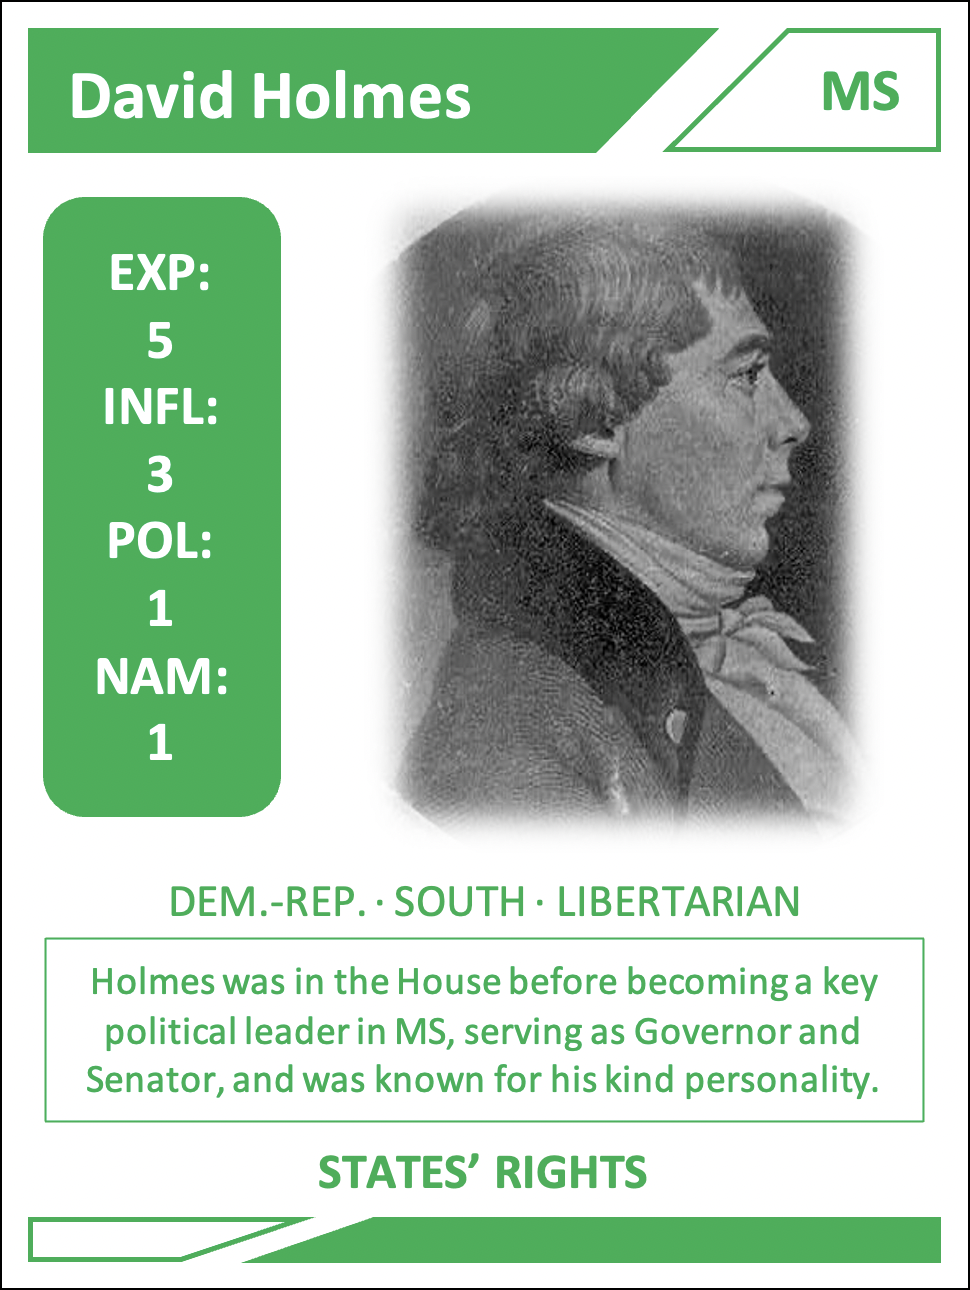 David Holmes
MS
EXP:
5
INFL:
3
POL:
1
NAM:
1
DEM.-REP. · SOUTH · LIBERTARIAN
Holmes was in the House before becoming a key
political leader in MS, serving as Governor and
Senator, and was known for his kind personality.
STATES’ RIGHTS